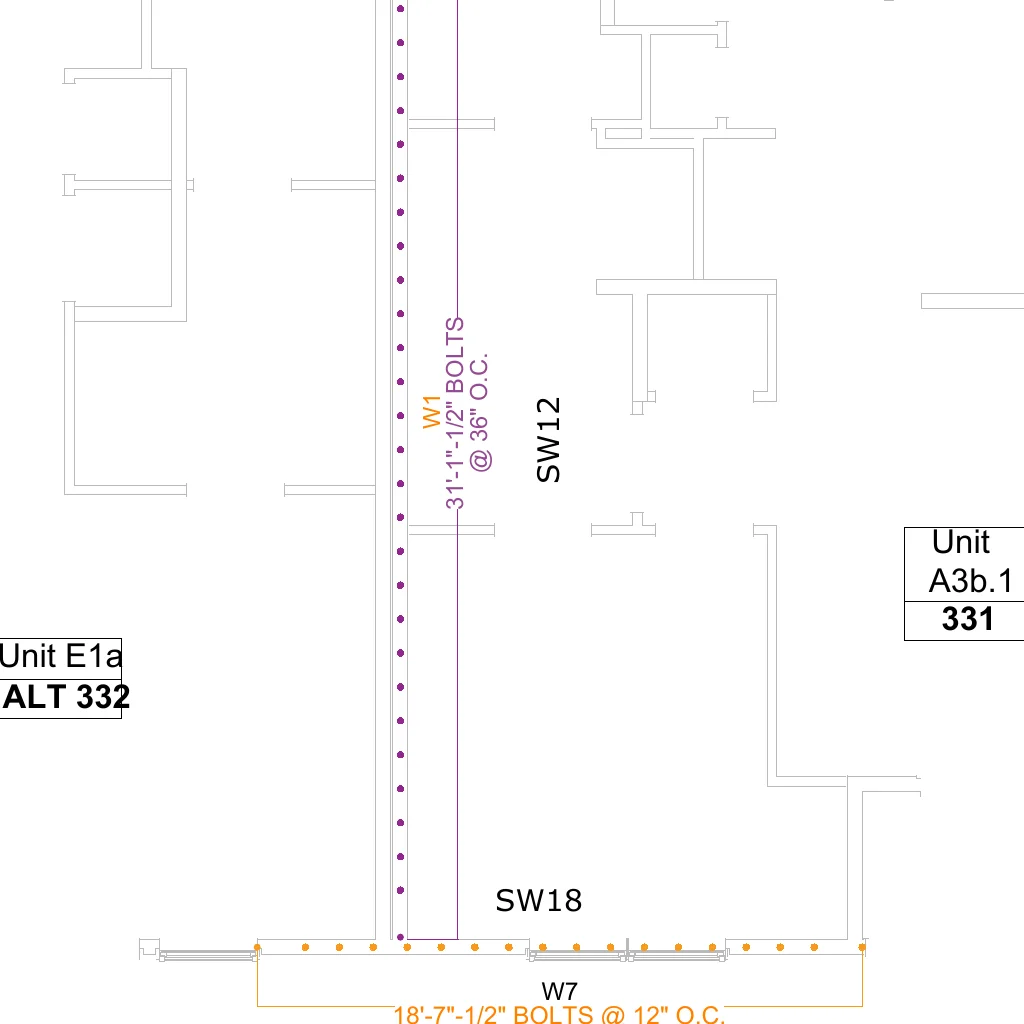 W1
31'-1"-1/2" BOLTS
@ 36" O.C.
SW12
Unit
A3b.1
331
Unit E1a
ALT 332
SW18
W7
18'-7"-1/2" BOLTS @ 12" O.C.